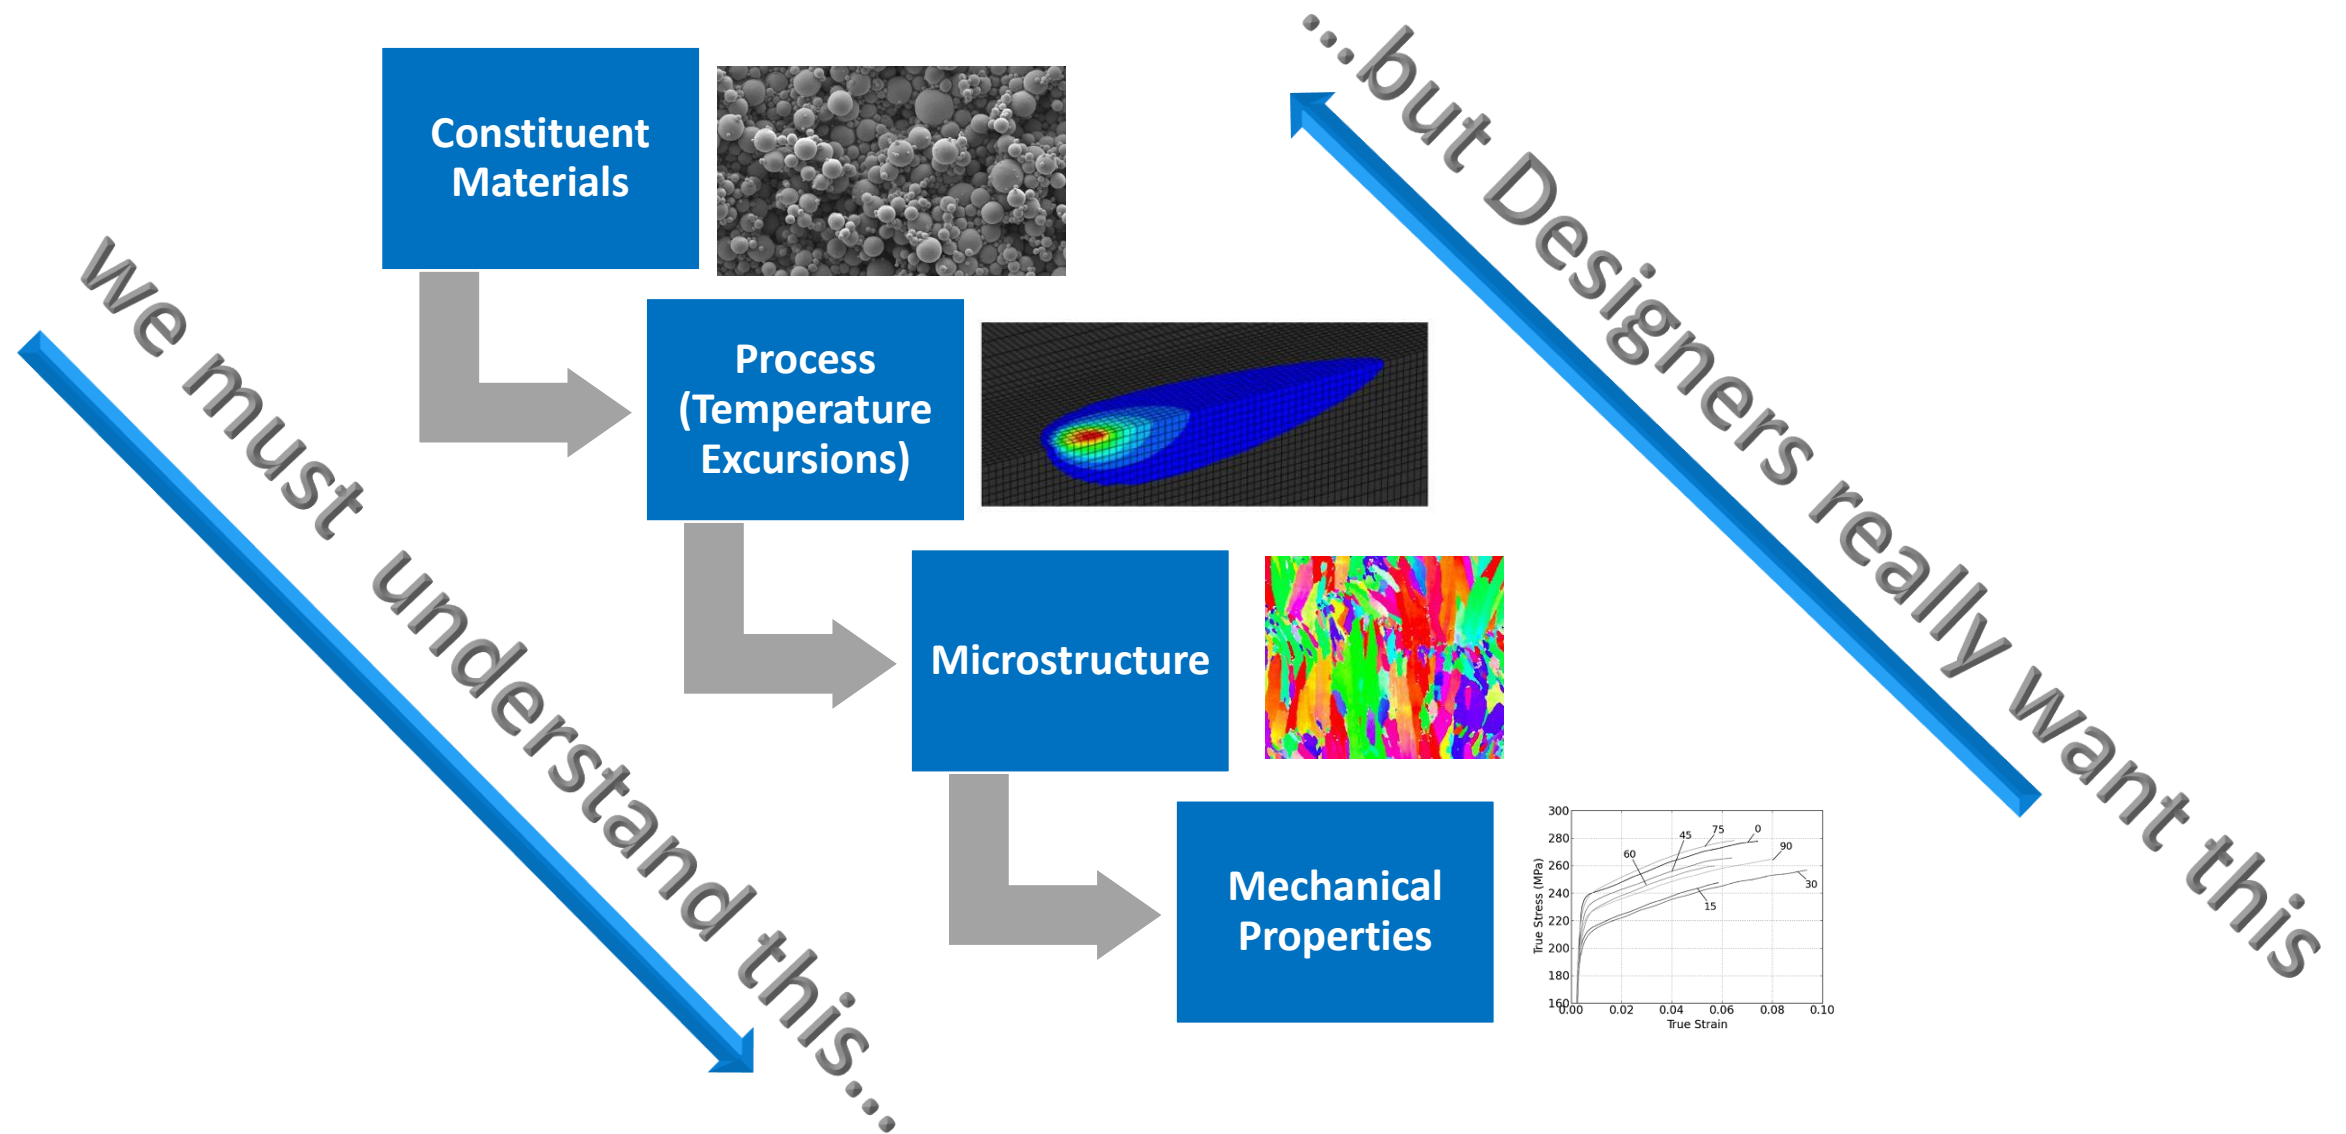 ...but Designers really want this
we must understand this...
Constituent
Materials
Process
(Temperature
Excursions)
Microstructure
Mechanical
Properties
300
280
260
240
220
200
180
160
True Stress (MPa)
0.00
0.02
0.04
0.06
0.08
0.10
True Strain
45
75
0
60
90
30
15